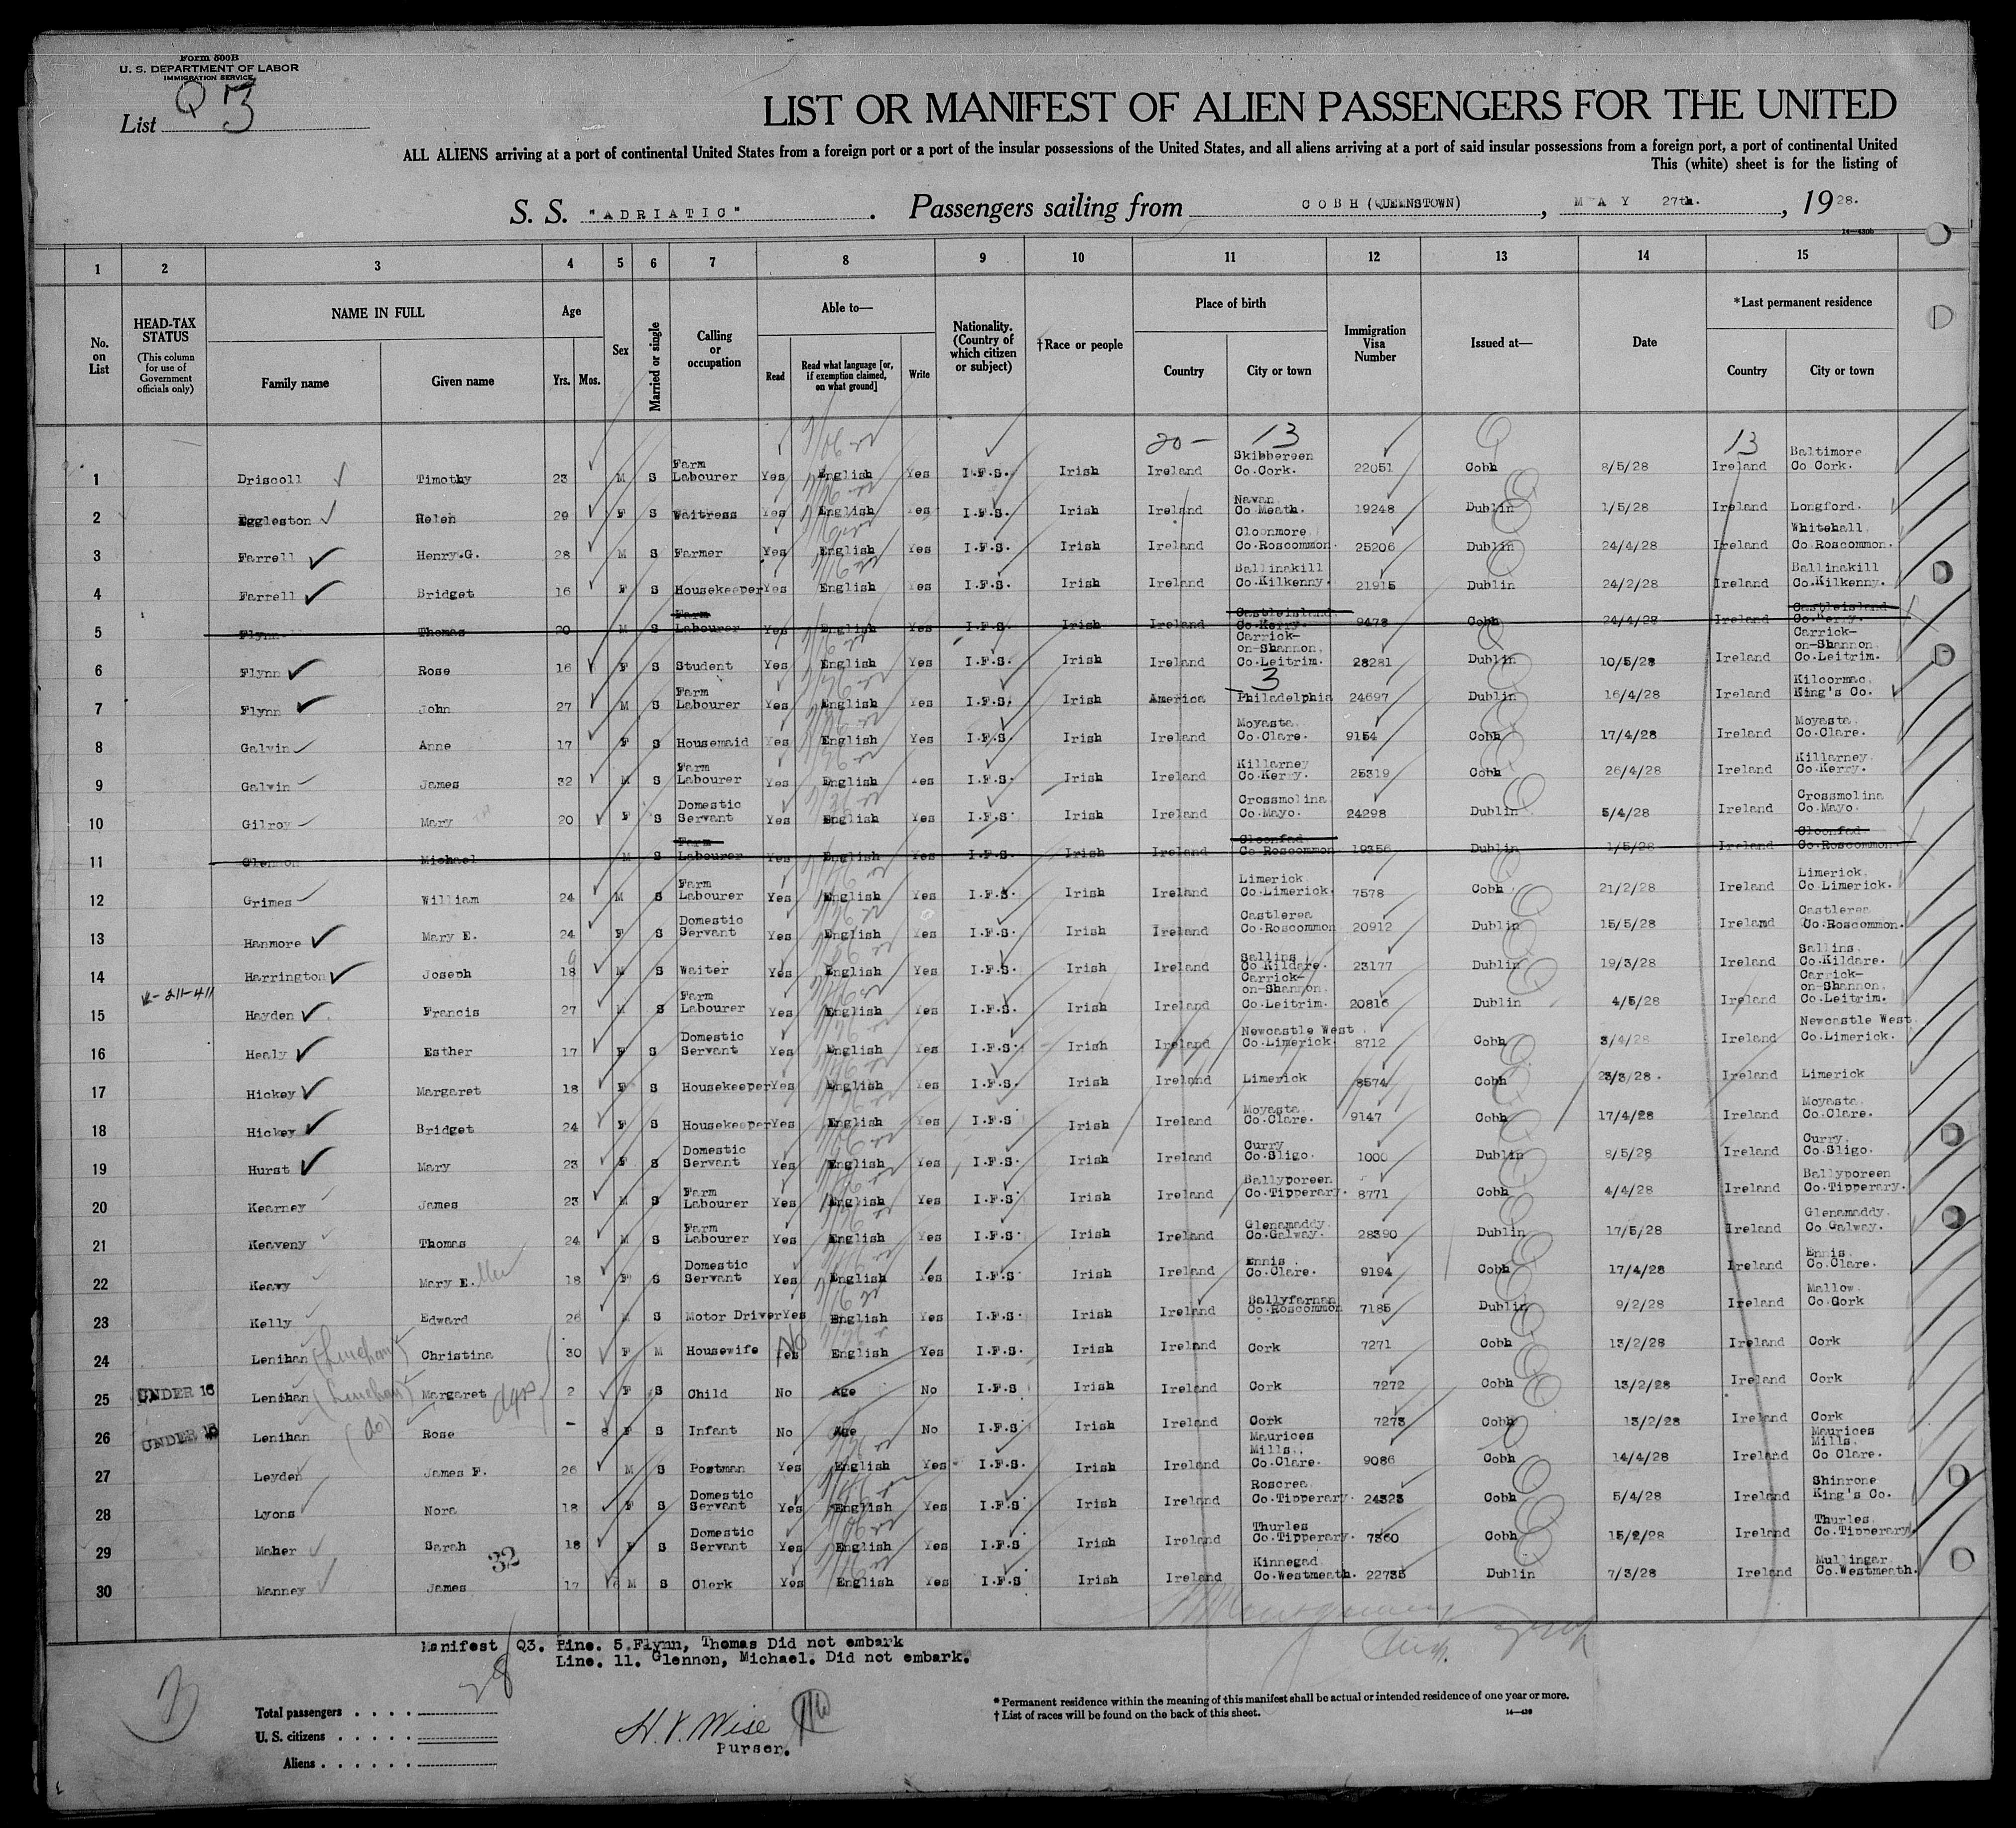 Form 500B
U. S. DEPARTMENT OF LABOR
IMMIGRATION SERVICE
List Q 3
LIST OR MANIFEST OF ALIEN PASSENGERS FOR THE UNITED
ALL ALIENS arriving at a port of continental United States from a foreign port or a port of the insular possessions of the United States, and all aliens arriving at a port of said insular possessions from a foreign port, a port of continental United
This (white) sheet is for the listing of
S. S. "ADRIATIC". Passengers sailing from COBH (QUEENSTOWN), MAY 27th., 1928.
14—430b
1 2 3 4 5 6 7 8 9 10 11 12 13 14 15
No. on List
HEAD-TAX STATUS (This column for use of Government officials only)
NAME IN FULL
Family name Given name
Age
Yrs. Mos.
Sex
Married or single
Calling or occupation
Able to—
Read Read what language [or, if exemption claimed, on what ground] Write
Nationality. (Country of which citizen or subject)
†Race or people
Place of birth
Country City or town
Immigration Visa Number
Issued at—
Date
*Last permanent residence
Country City or town
20 — 13 13
1 Driscoll Timothy 23 M S Farm Labourer Yes English Yes I.F.S. Irish Ireland Skibbereen Co.Cork. 22051 Cobh 8/5/28 Ireland Baltimore Co Cork.
2 Eggleston Helen 29 F S Waitress Yes English Yes I.F.S. Irish Ireland Navan Co Meath. 19248 Dublin 1/5/28 Ireland Longford.
3 Farrell Henry.G. 28 M S Farmer Yes English Yes I.F.S. Irish Ireland Cloonmore Co.Roscommon. 25206 Dublin 24/4/28 Ireland Whitehall Co Roscommon.
4 Farrell Bridget 16 F S Housekeeper Yes English Yes I.F.S. Irish Ireland Ballinakill Co.Kilkenny. 21915 Dublin 24/2/28 Ireland Ballinakill Co.Kilkenny.
5 Flynn Thomas 20 M S Farm Labourer Yes English Yes I.F.S. Irish Ireland Castleisland Co.Kerry. 9478 Cobh 24/4/28 Ireland Castleisland Co.Kerry.
6 Flynn Rose 16 F S Student Yes English Yes I.F.S. Irish Ireland Carrick-on-Shannon. Co.Leitrim. 28281 Dublin 10/5/28 Ireland Carrick-on-Shannon. Co.Leitrim.
3
7 Flynn John 27 M S Farm Labourer Yes English Yes I.F.S. Irish America Philadelphia 24697 Dublin 16/4/28 Ireland Kilcormac. King's Co.
8 Galvin Anne 17 F S Housemaid Yes English Yes I.F.S. Irish Ireland Moyasta. Co.Clare. 9154 Cobh 17/4/28 Ireland Moyasta. Co.Clare.
9 Galvin James 32 M S Farm Labourer Yes English Yes I.F.S. Irish Ireland Killarney Co.Kerry. 25319 Cobh 26/4/28 Ireland Killarney Co.Kerry.
10 Gilroy Mary 20 F S Domestic Servant Yes English Yes I.F.S. Irish Ireland Crossmolina Co.Mayo. 24298 Dublin 5/4/28 Ireland Crossmolina Co.Mayo.
11 Glennon Michael M S Farm Labourer Yes English Yes I.F.S. Irish Ireland Cloonfad Co Roscommon 19356 Dublin 1/5/28 Ireland Cloonfad Co.Roscommon.
12 Grimes William 24 M S Farm Labourer Yes English Yes I.F.S. Irish Ireland Limerick Co.Limerick. 7578 Cobh 21/2/28 Ireland Limerick. Co Limerick.
13 Hanmore Mary E. 24 F S Domestic Servant Yes English Yes I.F.S. Irish Ireland Castlerea Co.Roscommon 20912 Dublin 15/5/28 Ireland Castlerea Co.Roscommon.
9
14 Harrington Joseph 18 M S Waiter Yes English Yes I.F.S. Irish Ireland Sallins Co Kildare. 23177 Dublin 19/3/28 Ireland Sallins. Co.Kildare.
15 Hayden Francis 27 M S Farm Labourer Yes English Yes I.F.S. Irish Ireland Carrick-on-Shannon. Co.Leitrim. 20816 Dublin 4/5/28 Ireland Carrick-on-Shannon. Co Leitrim.
16 Healy Esther 17 F S Domestic Servant Yes English Yes I.F.S. Irish Ireland Newcastle West Co.Limerick. 8712 Cobh 3/4/28 Ireland Newcastle West. Co.Limerick.
17 Hickey Margaret 18 F S Housekeeper Yes English Yes I.F.S. Irish Ireland Limerick 8574 Cobh 23/3/28. Ireland Limerick
18 Hickey Bridget 24 F S Housekeeper Yes English Yes I.F.S Irish Ireland Moyasta Co.Clare. 9147 Cobh 17/4/28 Ireland Moyasta. Co.Clare.
19 Hurst Mary 23 F S Domestic Servant Yes English Yes I.F.S. Irish Ireland Curry Co.Sligo. 1000 Dublin 8/5/28 Ireland Curry. Co.Sligo.
20 Kearney James 23 M S Farm Labourer Yes English Yes I.F.S. Irish Ireland Ballyporeen Co.Tipperary. 8771 Cobh 4/4/28 Ireland Ballyporeen Co.Tipperary.
21 Keaveny Thomas 24 M S Farm Labourer Yes English Yes I.F.S. Irish Ireland Glenamaddy Co.Galway. 28390 Dublin 17/5/28 Ireland Glenamaddy. Co Galway.
22 Keavy Mary E. 18 F S Domestic Servant Yes English Yes I.F.S. Irish Ireland Ennis Co.Clare. 9194 Cobh 17/4/28 Ireland Ennis. Co.Clare.
23 Kelly Edward 26 M S Motor Driver Yes English Yes I.F.S. Irish Ireland Ballyfarnan Co.Roscommon 7185 Dublin 9/2/28 Ireland Mallow. Co Cork
24 Lenihan (Linehan) Christina 30 F M Housewife Yes No English Yes I.F.S. Irish Ireland Cork 7271 Cobh 13/2/28 Ireland Cork
UNDER 16
25 Lenihan (Linehan) Margaret 2 F S Child No Age No I.F.S Irish Ireland Cork 7272 Cobh 13/2/28 Ireland Cork
UNDER 16
26 Lenihan (do) Rose - 8 F S Infant No Age No I.F.S Irish Ireland Cork 7273 Cobh 13/2/28 Ireland Cork
27 Leyden James F. 26 M S Postman Yes English Yes I.F.S. Irish Ireland Maurices Mills. Co.Clare. 9086 Cobh 14/4/28 Ireland Maurices Mills. Co Clare.
28 Lyons Nora 18 F S Domestic Servant Yes English Yes I.F.S Irish Ireland Roscrea. Co.Tipperary. 24323 Cobh 5/4/28 Ireland Shinrone King's Co.
29 Maher Sarah 18 F S Domestic Servant Yes English Yes I.F.S Irish Ireland Thurles Co.Tipperary. 7360 Cobh 15/2/28 Ireland Thurles. Co.Tipperary.
32
30 Manney James 17 6 M S Clerk Yes English Yes I.F.S Irish Ireland Kinnegad Co.Westmeath. 22735 Dublin 7/3/28 Ireland Mullingar Co.Westmeath.
Manifest Q3. Line. 5.Flynn, Thomas Did not embark
Line. 11. Glennon, Michael. Did not embark.
28
Total passengers
U. S. citizens
Aliens
H. V. Wise
Purser.
* Permanent residence within the meaning of this manifest shall be actual or intended residence of one year or more.
† List of races will be found on the back of this sheet.
14—430